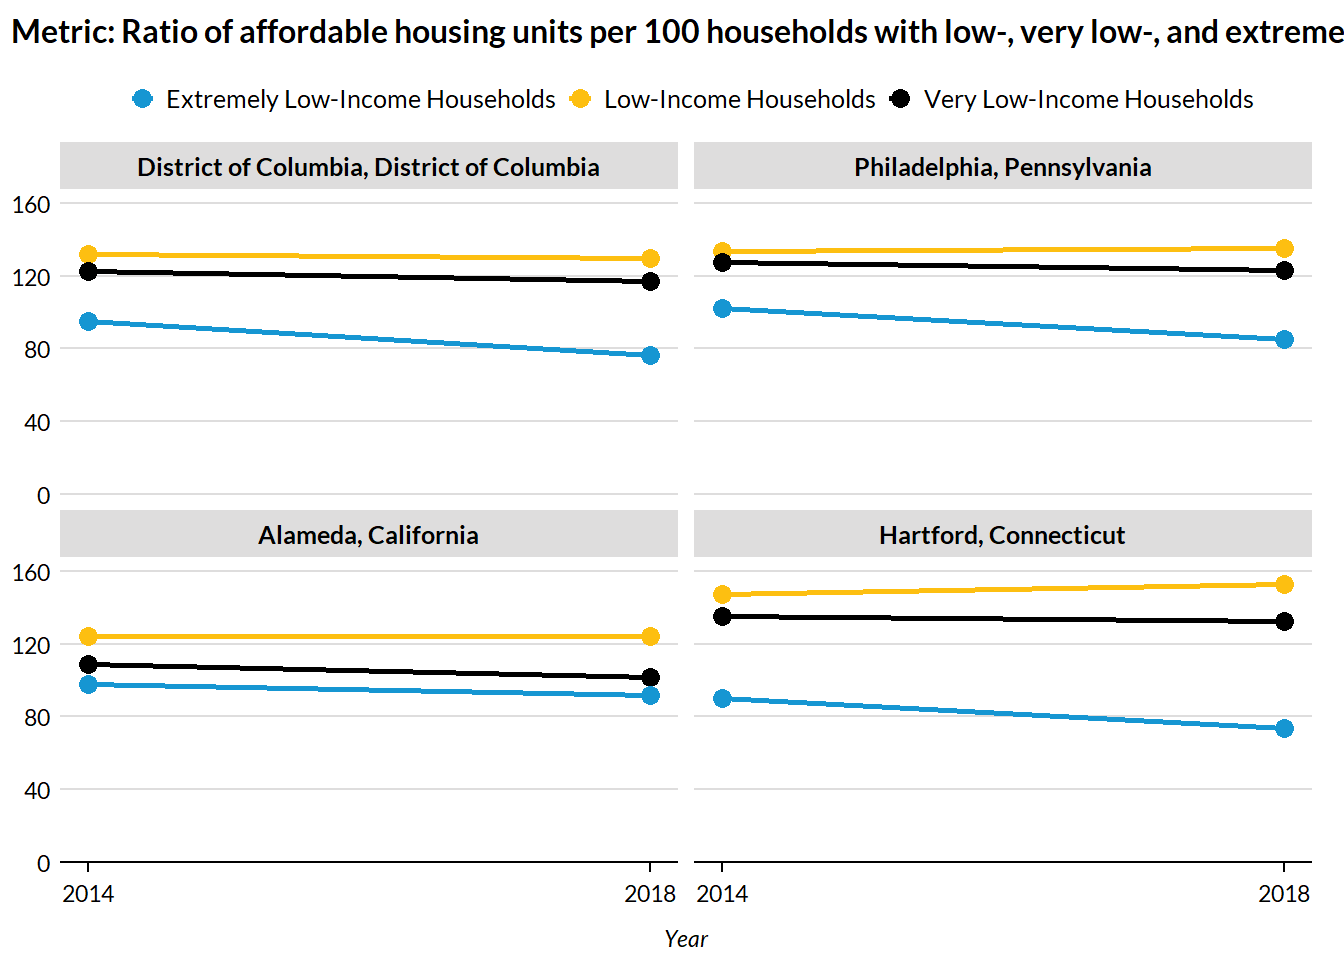 Metric: Ratio of affordable housing units per 100 households with low-, very low-, and extreme
Extremely Low-Income Households Low-Income Households Very Low-Income Households
District of Columbia, District of Columbia Philadelphia, Pennsylvania
160
120
80
40
0
Alameda, California Hartford, Connecticut
160
120
80
40
0
2014 2018 2014 2018
Year